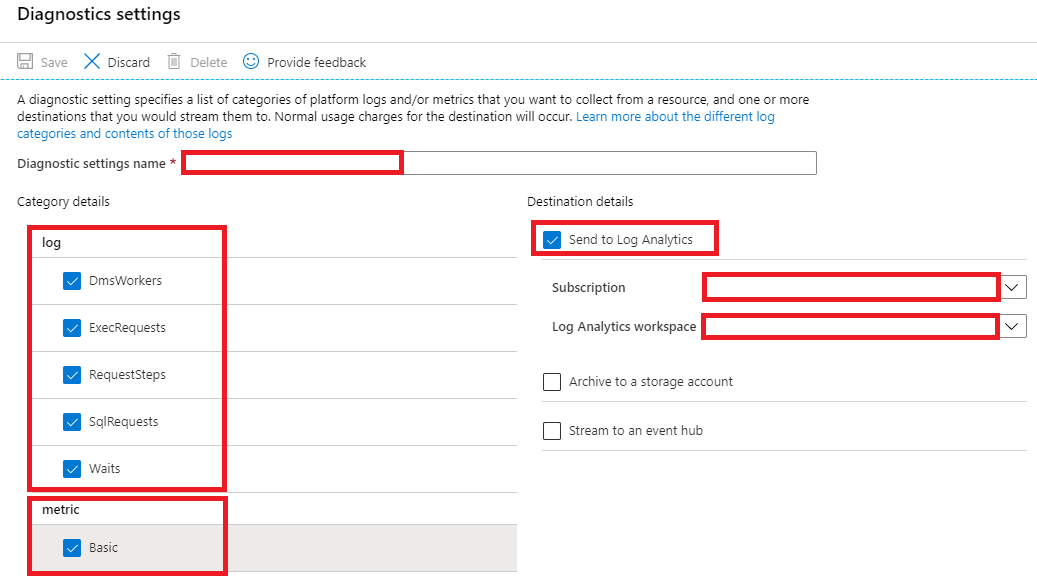 Diagnostics settings
Save Discard Delete Provide feedback
A diagnostic setting specifies a list of categories of platform logs and/or metrics that you want to collect from a resource, and one or more
destinations that you would stream them to. Normal usage charges for the destination will occur. Learn more about the different log
categories and contents of those logs
Diagnostic settings name *
Category details
log
DmsWorkers
ExecRequests
RequestSteps
SqlRequests
Waits
metric
Basic
Destination details
Send to Log Analytics
Subscription
Log Analytics workspace
Archive to a storage account
Stream to an event hub